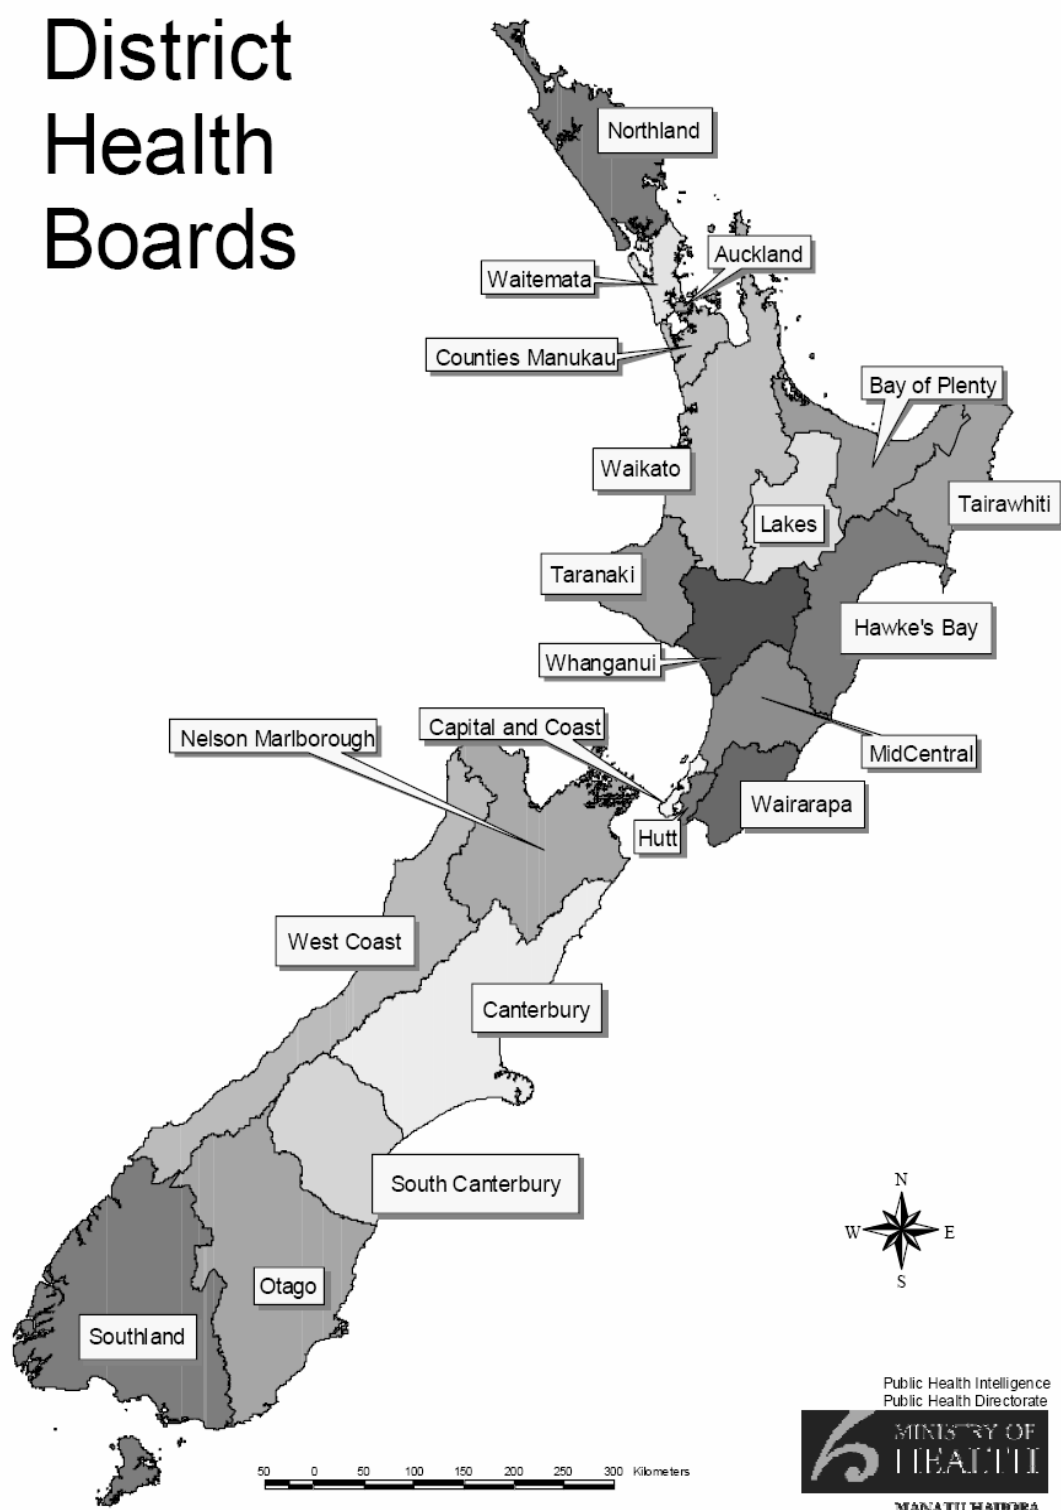 District
Health
Boards
Northland
Auckland
Waitemata
Counties Manukau
Bay of Plenty
Waikato
Tairawhiti
Lakes
Taranaki
Hawke's Bay
Whanganui
Capital and Coast
Nelson Marlborough
MidCentral
Wairarapa
Hutt
West Coast
Canterbury
South Canterbury
N
W E
S
Otago
Southland
Public Health Intelligence
Public Health Directorate
MINISTRY OF
HEALTH
MANATU HAUORA
50 0 50 100 150 200 250 300 Kilometers